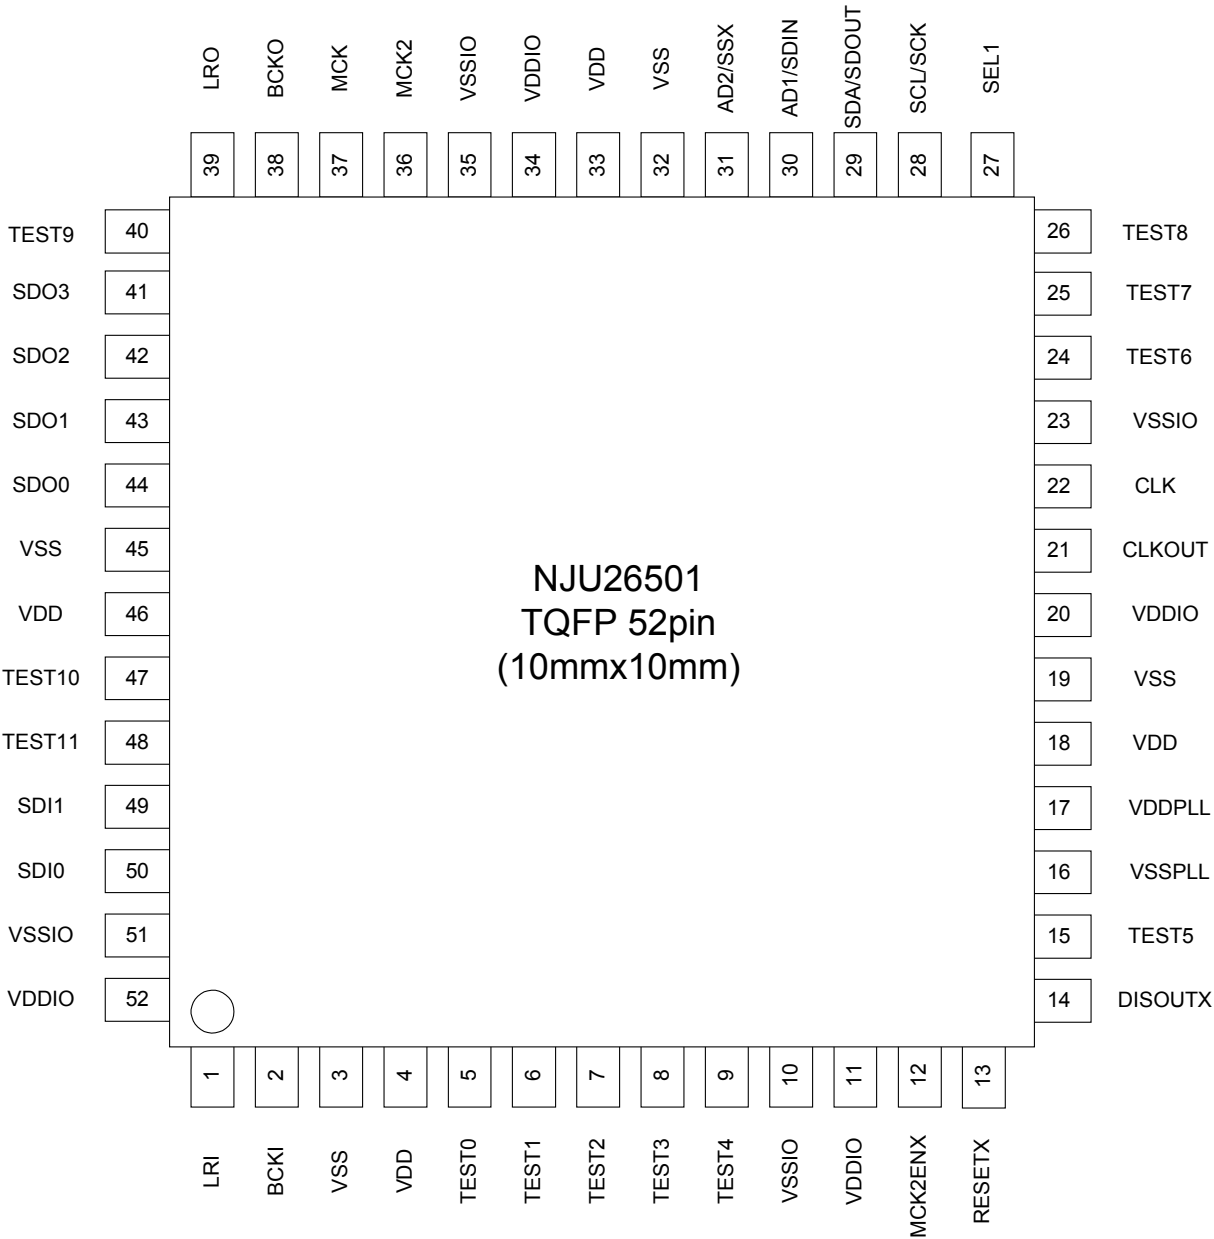 LRO
BCKO
MCK
MCK2
VSSIO
VDDIO
VDD
VSS
AD2/SSX
AD1/SDIN
SDA/SDOUT
SCL/SCK
SEL1
39
38
37
36
35
34
33
32
31
30
29
28
27
TEST9 40
SDO3 41
SDO2 42
SDO1 43
SDO0 44
VSS 45
VDD 46
TEST10 47
TEST11 48
SDI1 49
SDI0 50
VSSIO 51
VDDIO 52
NJU26501
TQFP 52pin
(10mmx10mm)
26 TEST8
25 TEST7
24 TEST6
23 VSSIO
22 CLK
21 CLKOUT
20 VDDIO
19 VSS
18 VDD
17 VDDPLL
16 VSSPLL
15 TEST5
14 DISOUTX
1
2
3
4
5
6
7
8
9
10
11
12
13
LRI
BCKI
VSS
VDD
TEST0
TEST1
TEST2
TEST3
TEST4
VSSIO
VDDIO
MCK2ENX
RESETX